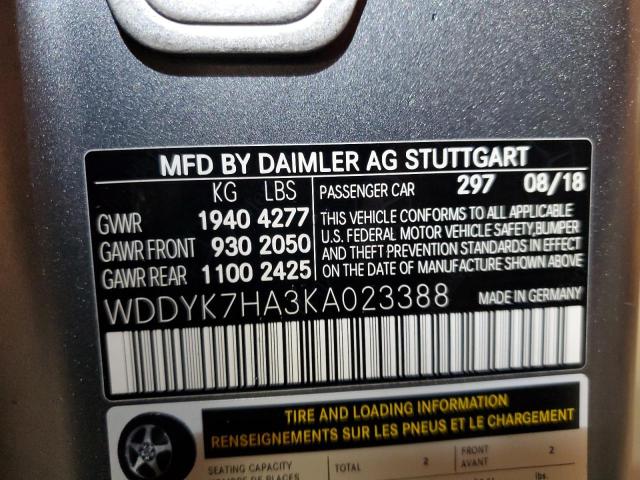 MFD BY DAIMLER AG STUTTGART
KG LBS
PASSENGER CAR 297 08/18
GVWR 1940 4277
GAWR FRONT 930 2050
GAWR REAR 1100 2425
THIS VEHICLE CONFORMS TO ALL APPLICABLE
U.S. FEDERAL MOTOR VEHICLE SAFETY,BUMPER
AND THEFT PREVENTION STANDARDS IN EFFECT
ON THE DATE OF MANUFACTURE SHOWN ABOVE
WDDYK7HA3KA023388 MADE IN GERMANY
TIRE AND LOADING INFORMATION
RENSEIGNEMENTS SUR LES PNEUS ET LE CHARGEMENT
SEATING CAPACITY
TOTAL 2
FRONT 2
AVANT
lbs.